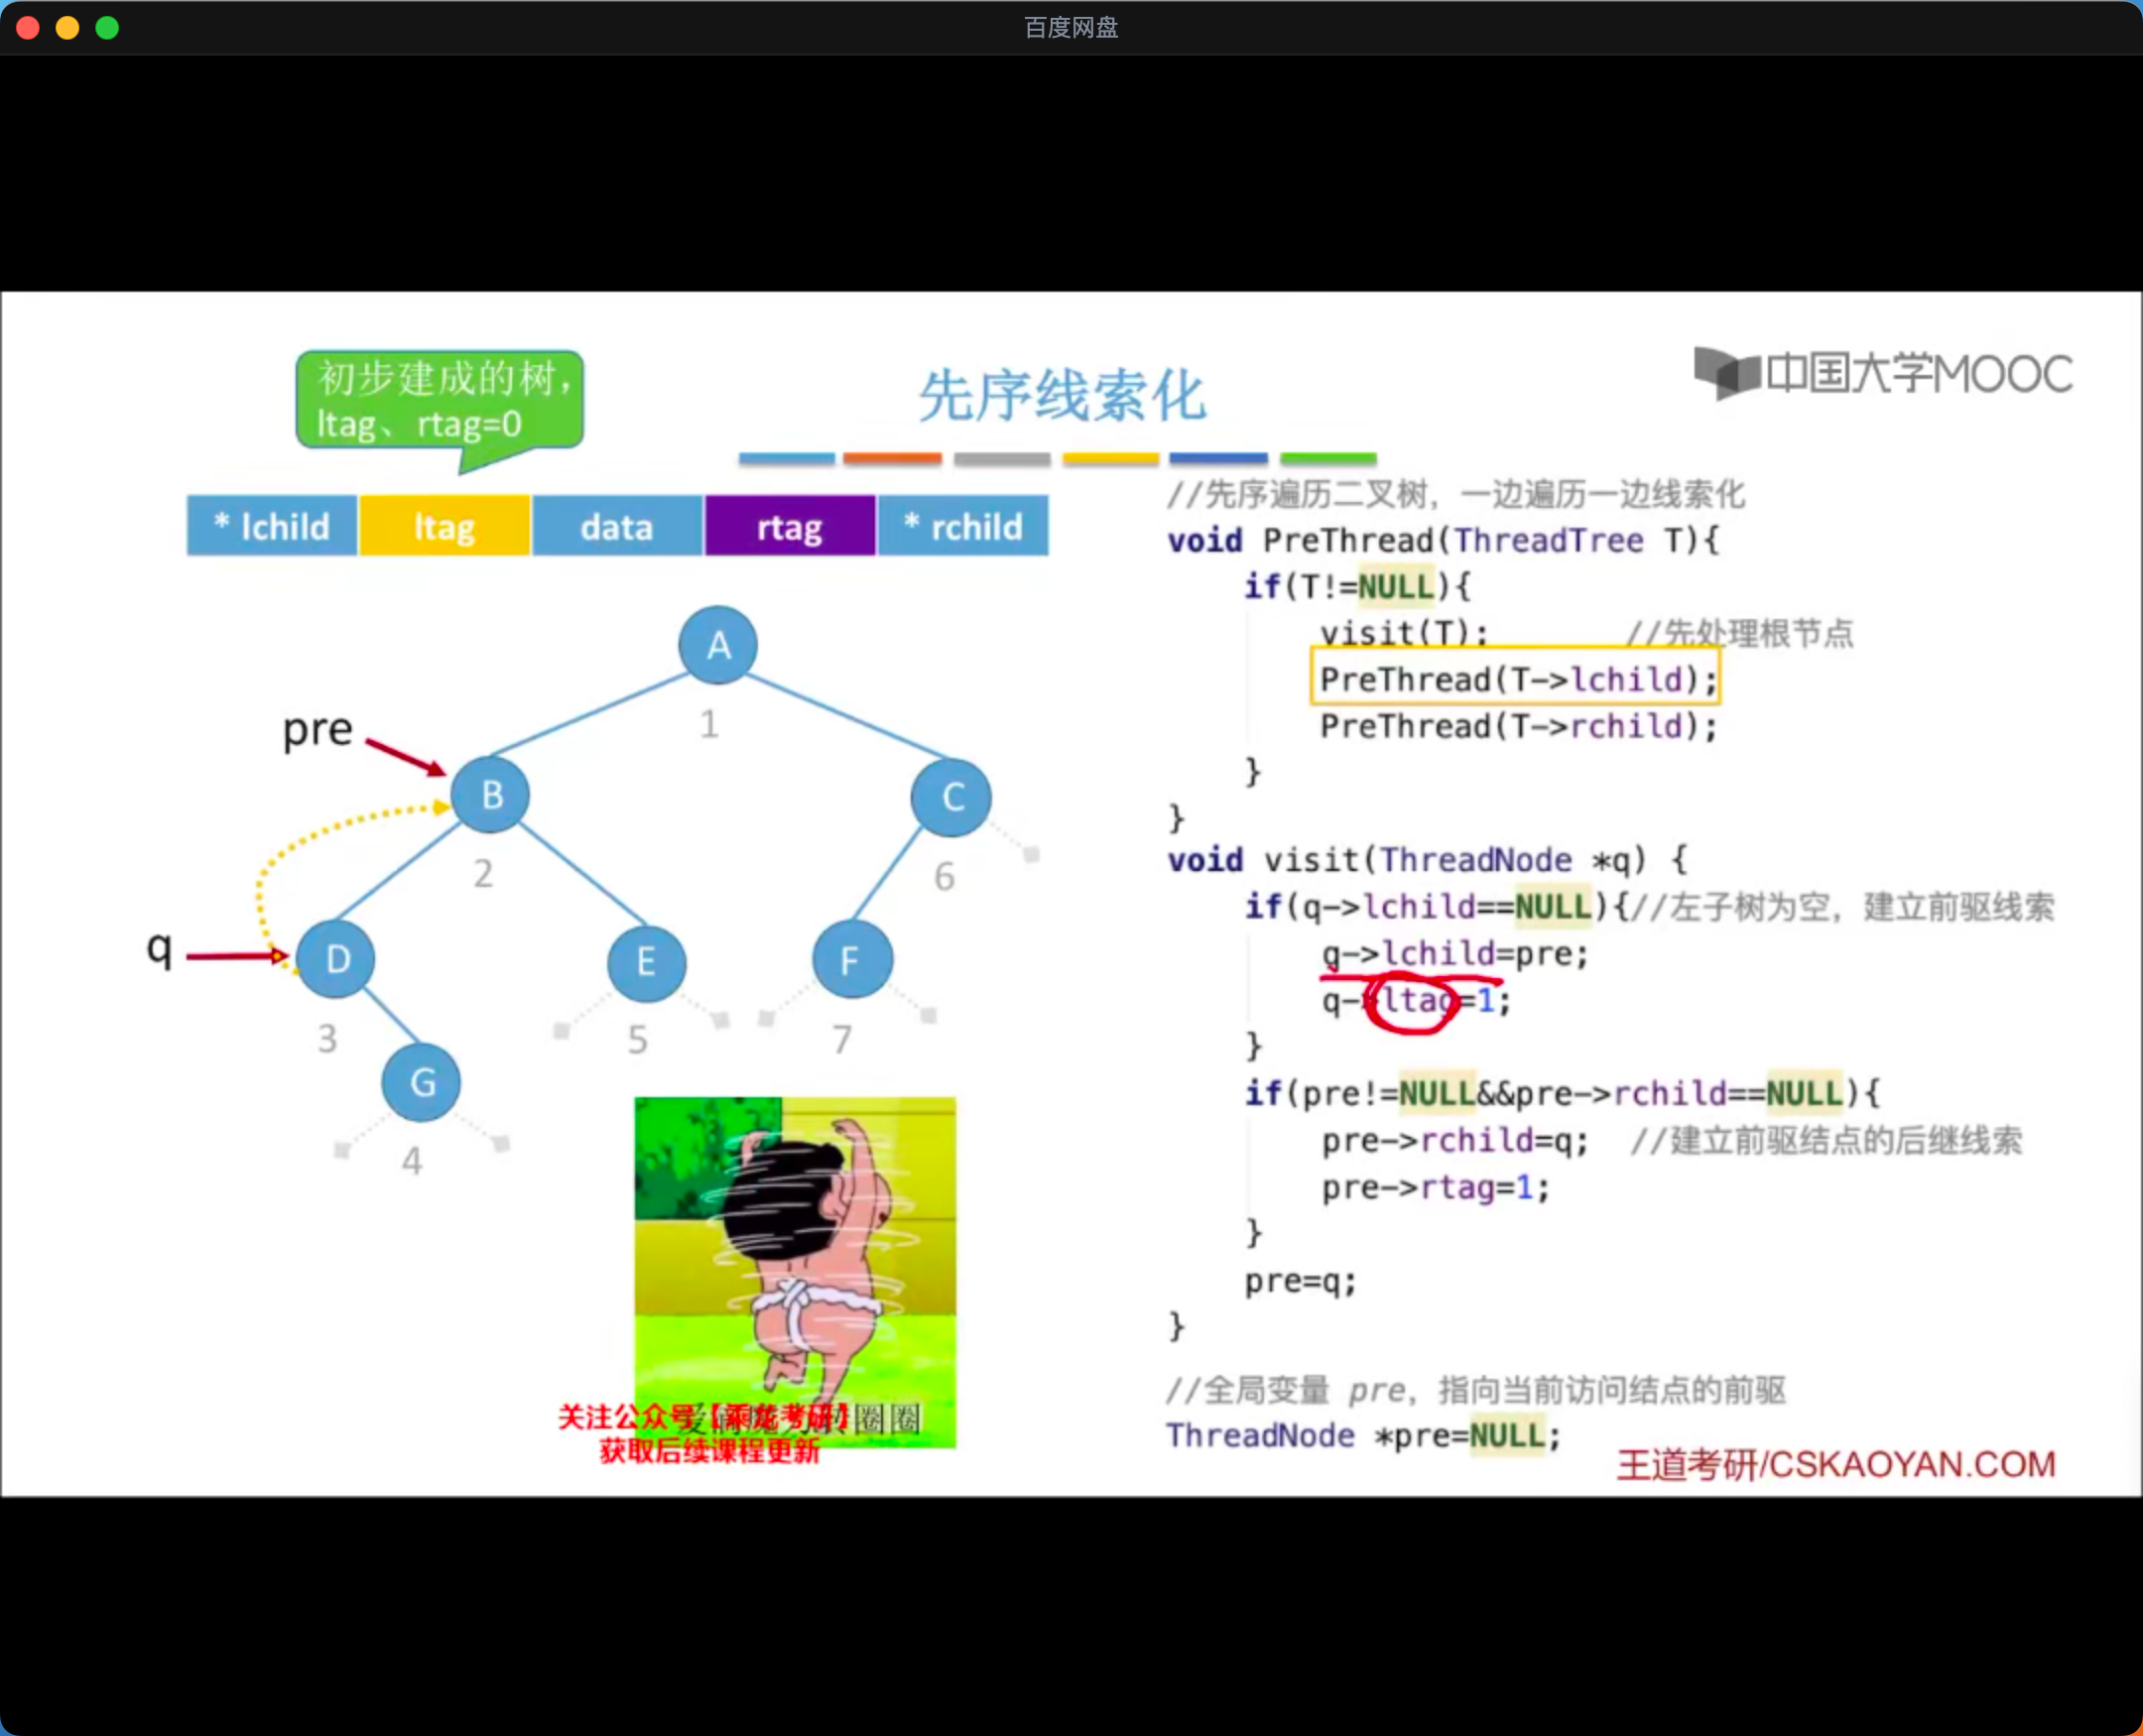 百度网盘
初步建成的树，
ltag、rtag=0
先序线索化
中国大学MOOC
* lchild ltag data rtag * rchild
A
1
pre
B
2
C
6
q
D
3
E
5
F
7
G
4
//先序遍历二叉树，一边遍历一边线索化
void PreThread(ThreadTree T){
if(T!=NULL){
visit(T); //先处理根节点
PreThread(T->lchild);
PreThread(T->rchild);
}
}
void visit(ThreadNode *q) {
if(q->lchild==NULL){//左子树为空，建立前驱线索
q->lchild=pre;
q->ltag=1;
}
if(pre!=NULL&&pre->rchild==NULL){
pre->rchild=q; //建立前驱结点的后继线索
pre->rtag=1;
}
pre=q;
}
//全局变量 pre，指向当前访问结点的前驱
ThreadNode *pre=NULL;
关注公众号【乘龙考研】
获取后续课程更新
转圈圈
王道考研/CSKAOYAN.COM